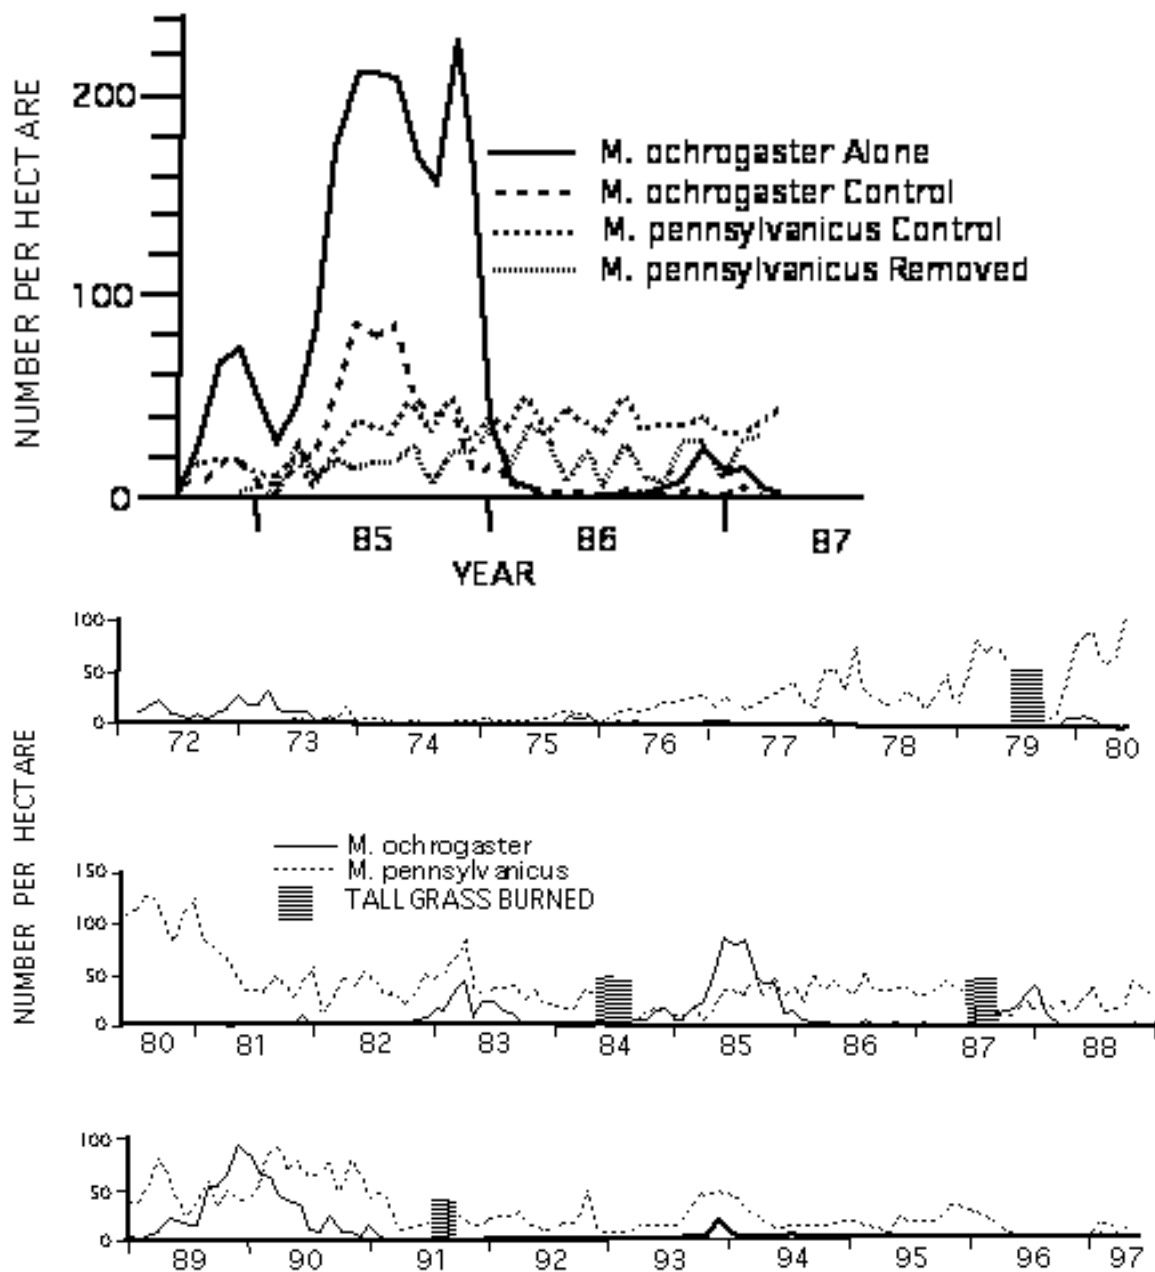 NUMBER PER HECTARE
200
100
0
M. ochrogaster Alone
M. ochrogaster Control
M. pennsylvanicus Control
M. pennsylvanicus Removed
85 86 87
YEAR
NUMBER PER HECTARE
100
50
0
72 73 74 75 76 77 78 79 80
M. ochrogaster
M. pennsylvanicus
TALL GRASS BURNED
150
100
50
0
80 81 82 83 84 85 86 87 88
100
50
0
89 90 91 92 93 94 95 96 97